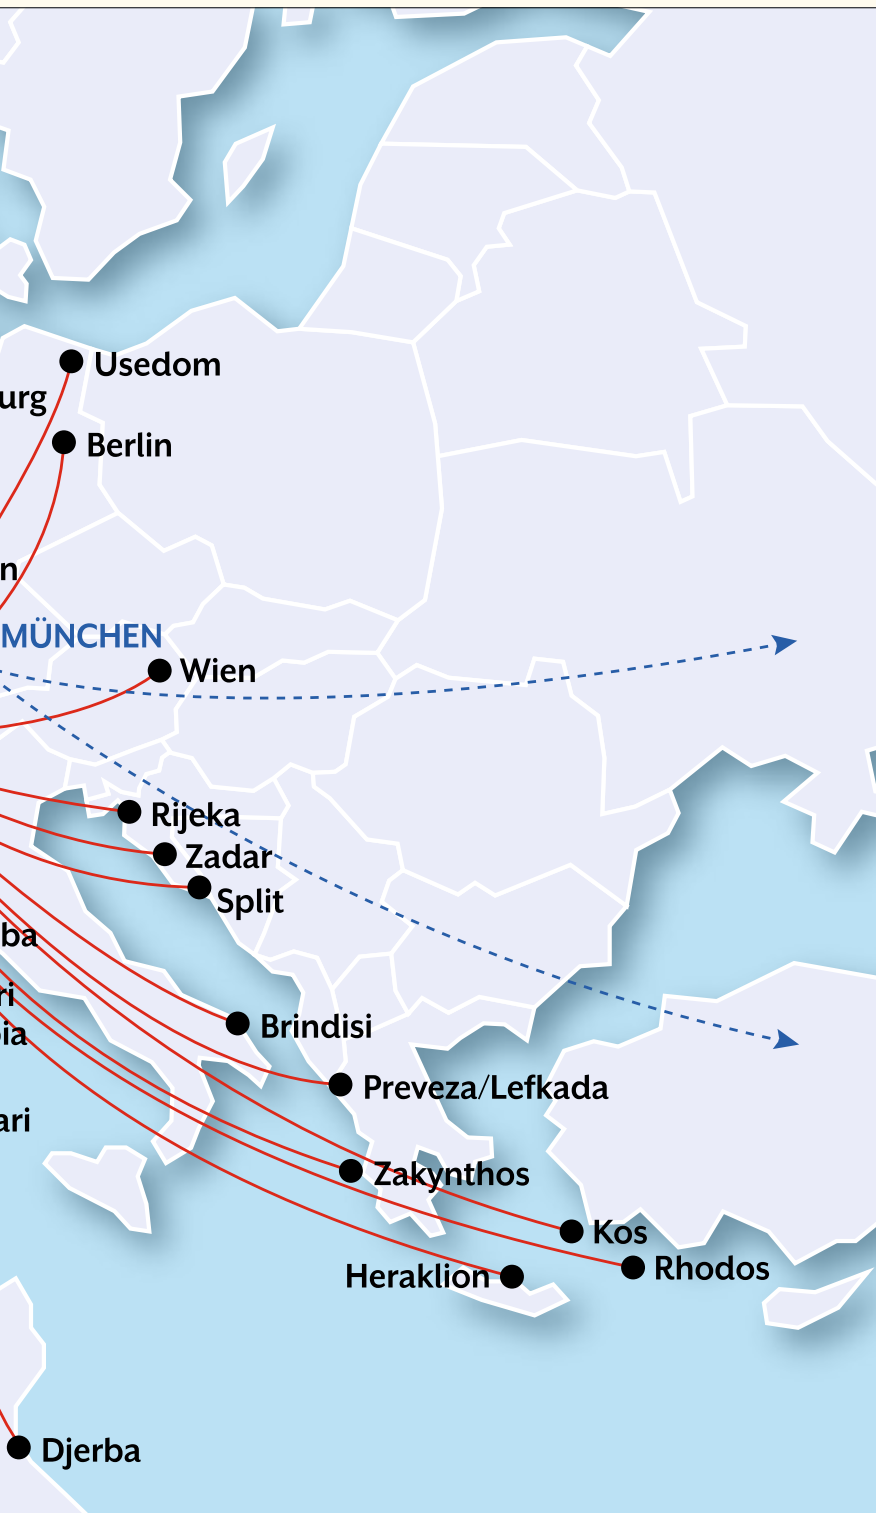 Usedom
urg
Berlin
n
MÜNCHEN
Wien
Rijeka
Zadar
Split
ba
ri
Brindisi
ia
Preveza/Lefkada
ari
Zakynthos
Kos
Rhodos
Heraklion
Djerba